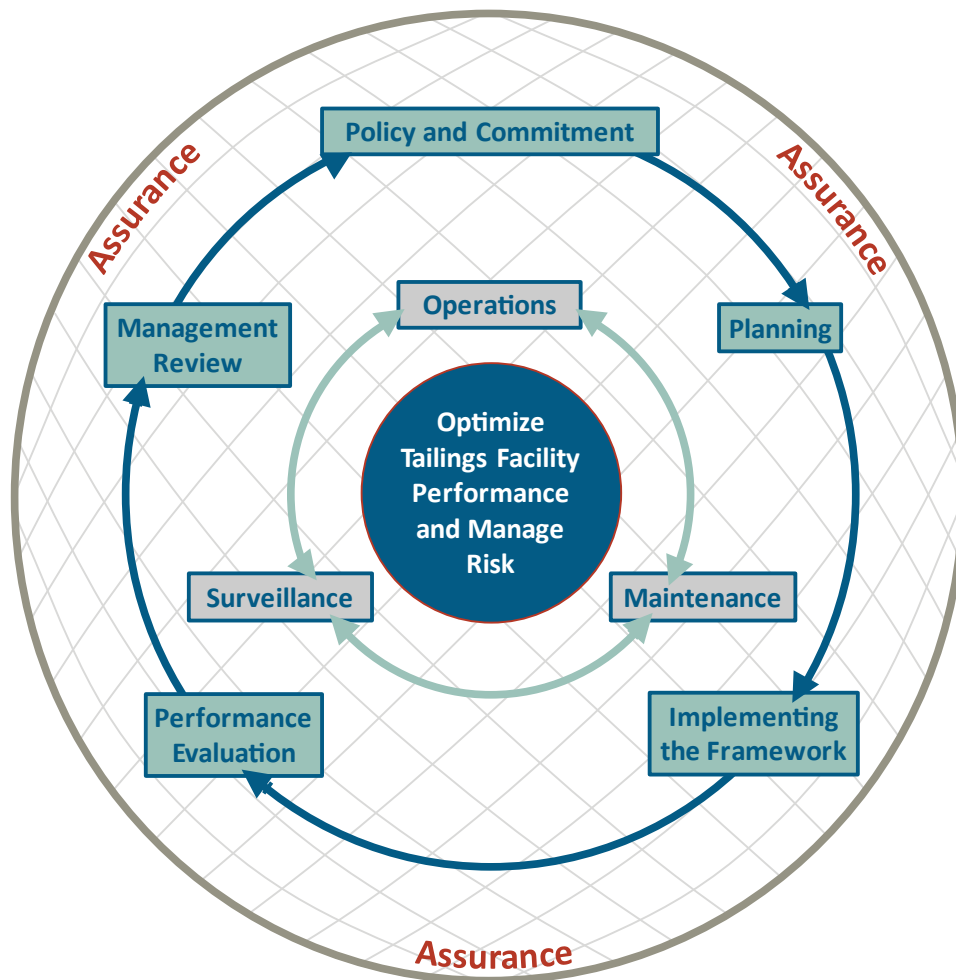 Policy and Commitment
Assurance
Assurance
Operations
Management
Review
Planning
Optimize
Tailings Facility
Performance
and Manage
Risk
Surveillance
Maintenance
Performance
Evaluation
Implementing
the Framework
Assurance